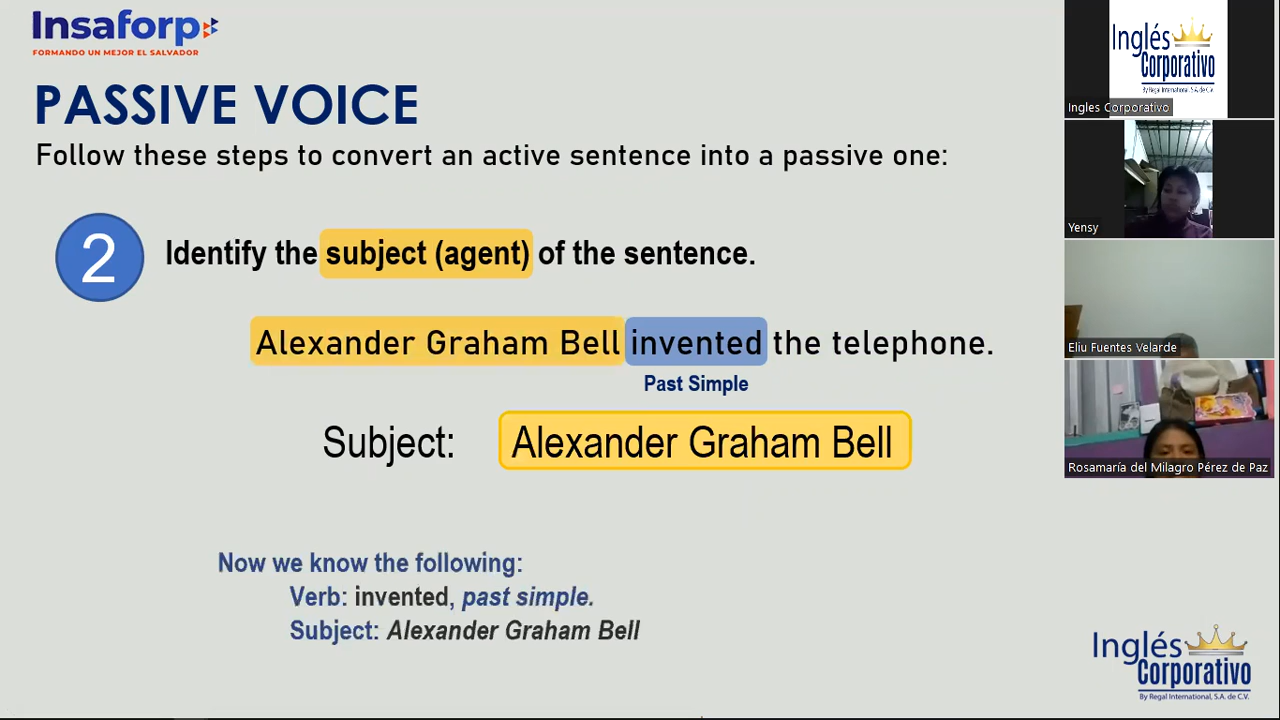 Insaforp
FORMANDO UN MEJOR EL SALVADOR
PASSIVE VOICE
Follow these steps to convert an active sentence into a passive one:
2
Identify the subject (agent) of the sentence.
Alexander Graham Bell invented the telephone.
Past Simple
Subject: Alexander Graham Bell
Now we know the following:
Verb: invented, past simple.
Subject: Alexander Graham Bell
Inglés
Corporativo
By Regal International, S.A. de C.V.
Ingles Corporativo
Yensy
Eliu Fuentes Velarde
Rosamaría del Milagro Pérez de Paz
Inglés
Corporativo
By Regal International, S.A. de C.V.